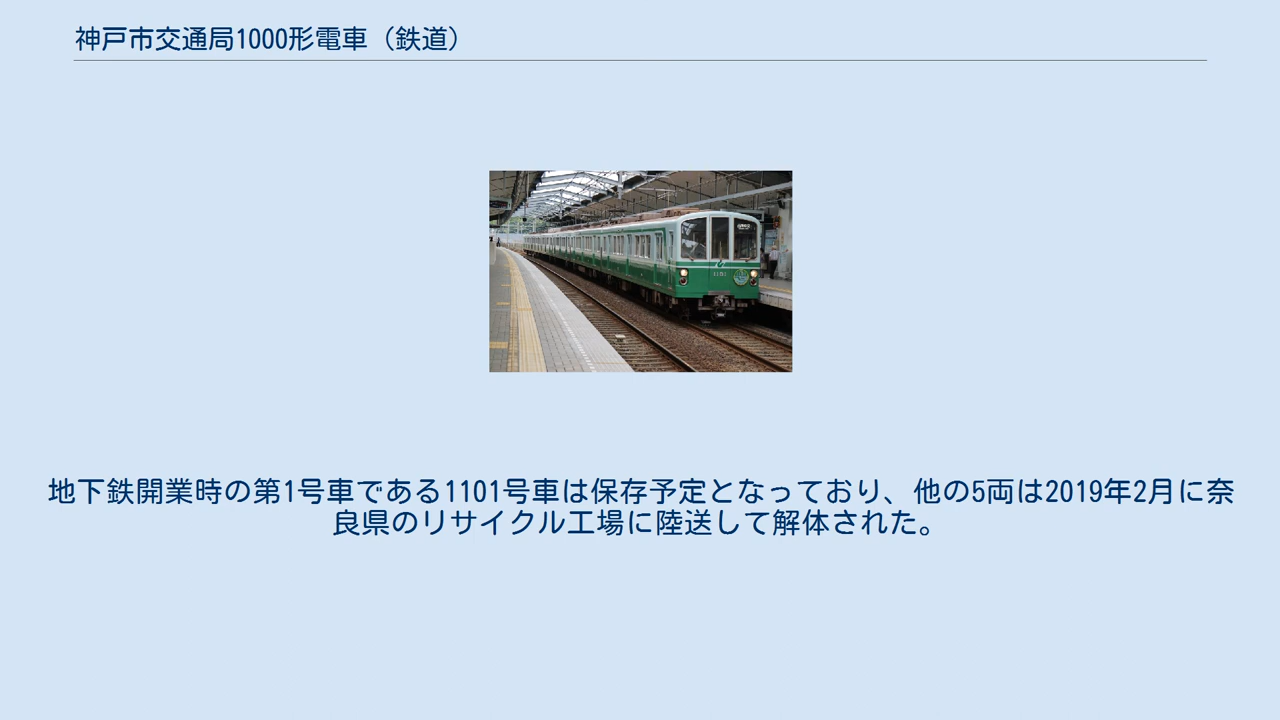 神戸市交通局1000形電車（鉄道）
地下鉄開業時の第1号車である1101号車は保存予定となっており、他の5両は2019年2月に奈
良県のリサイクル工場に陸送して解体された。